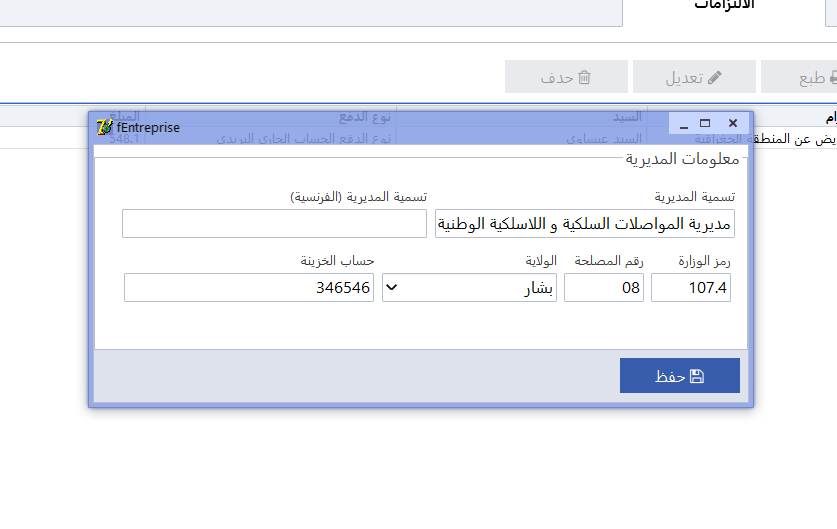 الالتزامات
طبع
تعديل
حذف
السيد
نوع الدفع
المبلغ
يض عن المنطقة الجغرافية
السيد عيساوي
نوع الدفع الحساب الجاري البريدي
548.1
fEntreprise
معلومات المديرية
تسمية المديرية
تسمية المديرية (الفرنسية)
مديرية المواصلات السلكية و اللاسلكية الوطنية
رمز الوزارة
رقم المصلحة
الولاية
حساب الخزينة
107.4
08
بشار
346546
حفظ